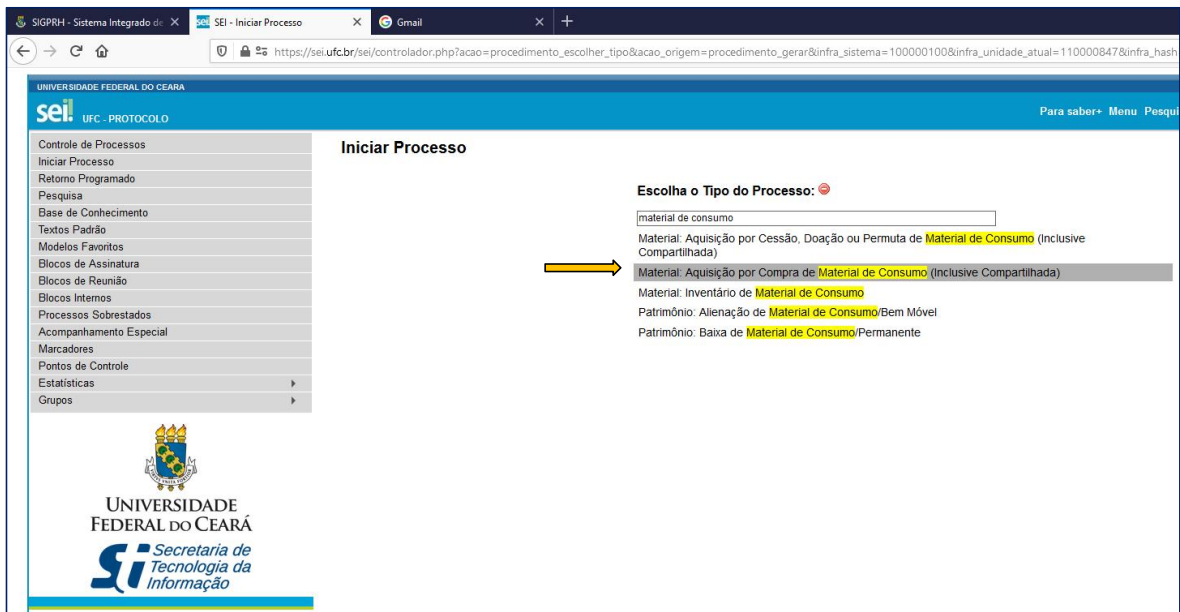 SIGPRH - Sistema Integrado de
SEI - Iniciar Processo
Gmail
https://sei.ufc.br/sei/controlador.php?acao=procedimento_escolher_tipo&acao_origem=procedimento_gerar&infra_sistema=100000100&infra_unidade_atual=110000847&infra_hash
UNIVERSIDADE FEDERAL DO CEARA
sei! UFC - PROTOCOLO
Para saber+ Menu Pesqui
Controle de Processos
Iniciar Processo
Retorno Programado
Pesquisa
Base de Conhecimento
Textos Padrão
Modelos Favoritos
Blocos de Assinatura
Blocos de Reunião
Blocos Internos
Processos Sobrestados
Acompanhamento Especial
Marcadores
Pontos de Controle
Estatísticas
Grupos
Iniciar Processo
Escolha o Tipo do Processo:
material de consumo
Material: Aquisição por Cessão, Doação ou Permuta de Material de Consumo (Inclusive
Compartilhada)
Material: Aquisição por Compra de Material de Consumo (Inclusive Compartilhada)
Material: Inventário de Material de Consumo
Patrimônio: Alienação de Material de Consumo/Bem Móvel
Patrimônio: Baixa de Material de Consumo/Permanente
UNIVERSIDADE
FEDERAL DO CEARÁ
Sti Secretaria de
Tecnologia da
Informação